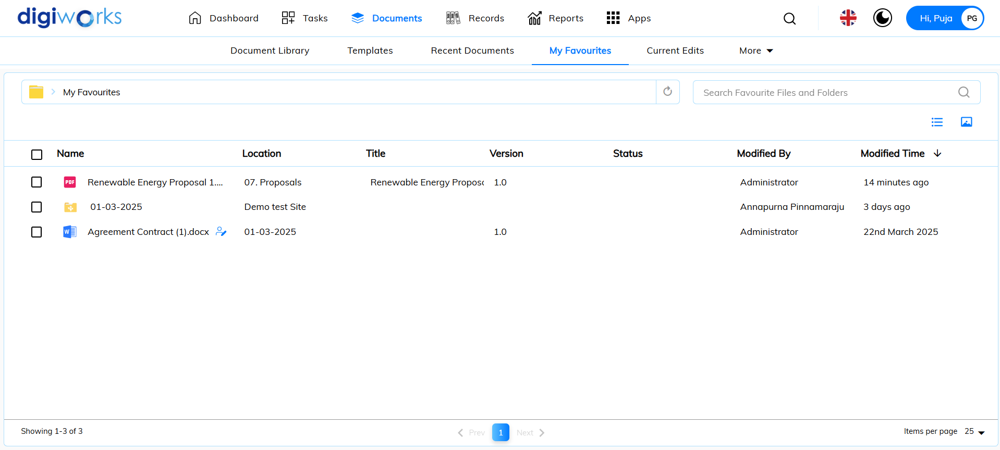 digiworks
Dashboard Tasks Documents Records Reports Apps Hi, Puja PG
Document Library Templates Recent Documents My Favourites Current Edits More
My Favourites Search Favourite Files and Folders
Name Location Title Version Status Modified By Modified Time
PDF Renewable Energy Proposal 1.... 07. Proposals Renewable Energy Propos 1.0 Administrator 14 minutes ago
01-03-2025 Demo test Site Annapurna Pinnamaraju 3 days ago
W Agreement Contract (1).docx 01-03-2025 1.0 Administrator 22nd March 2025
Showing 1-3 of 3 Prev 1 Next Items per page 25